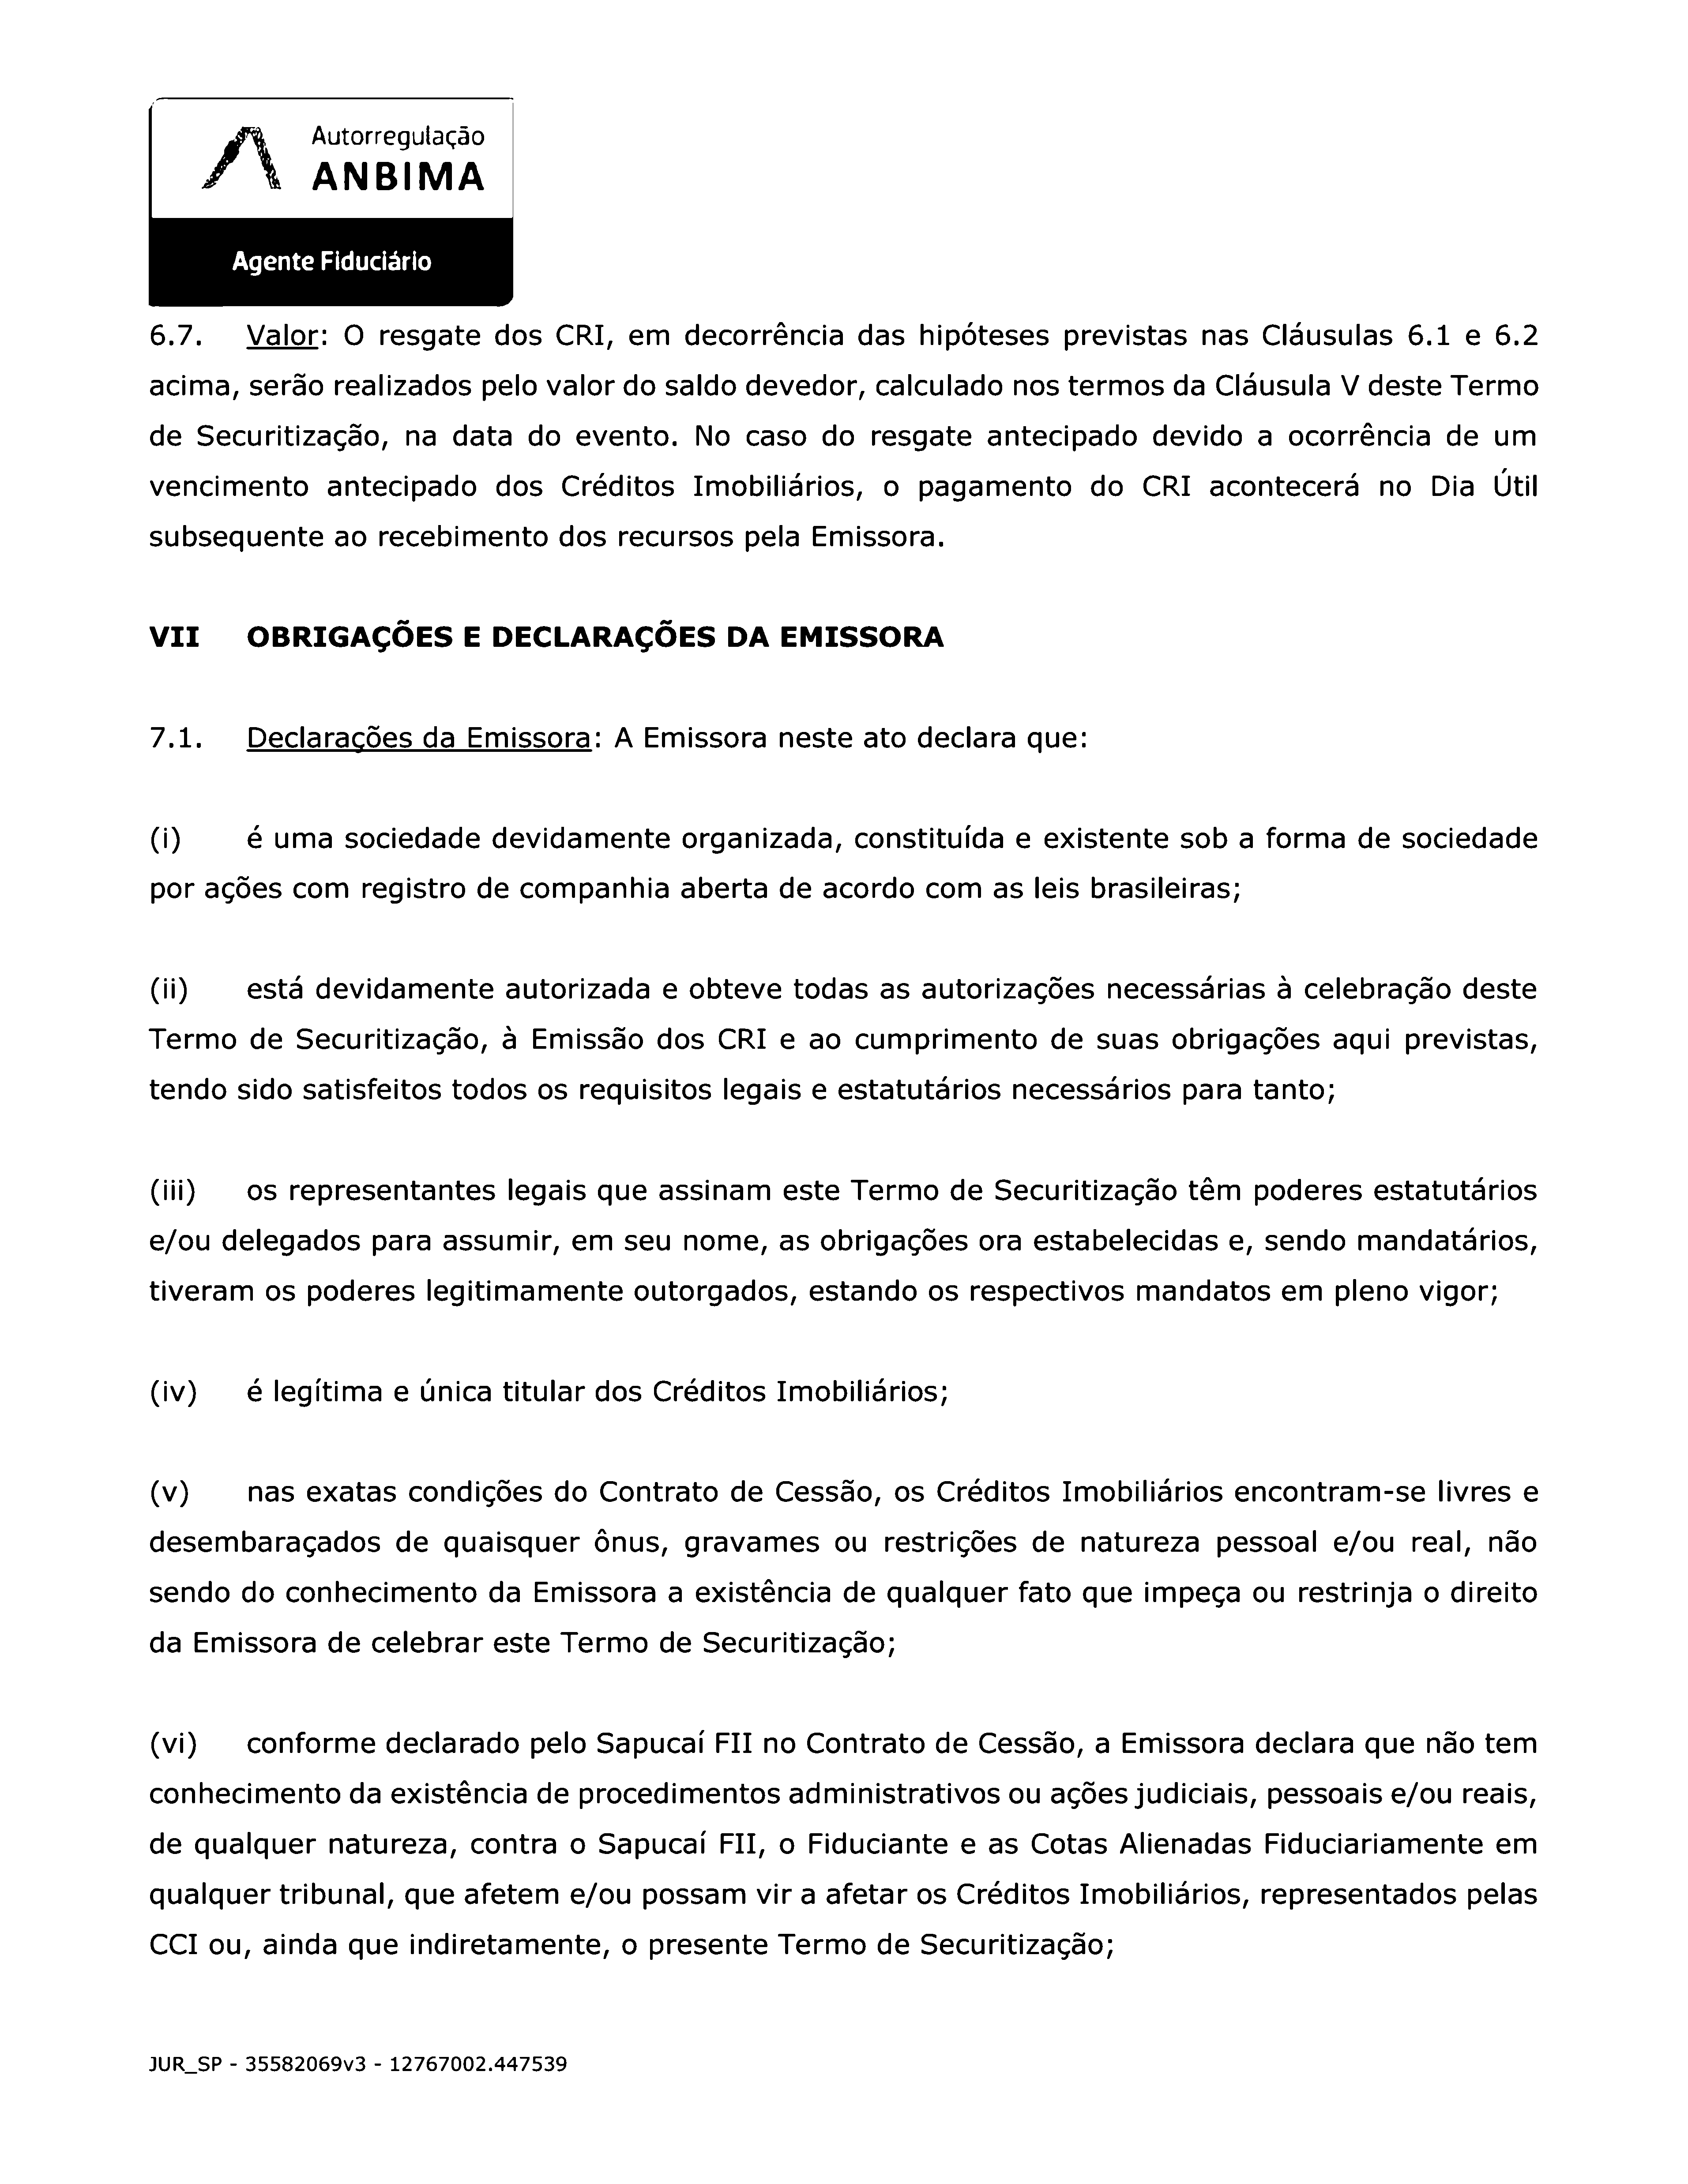 Autorregulação
ANBIMA
Agente Fiduciário
6.7. Valor: O resgate dos CRI, em decorrência das hipóteses previstas nas Cláusulas 6.1 e 6.2
acima, serão realizados pelo valor do saldo devedor, calculado nos termos da Cláusula V deste Termo
de Securitização, na data do evento. No caso do resgate antecipado devido a ocorrência de um
vencimento antecipado dos Créditos Imobiliários, o pagamento do CRI acontecerá no Dia Útil
subsequente ao recebimento dos recursos pela Emissora.
VII OBRIGAÇÕES E DECLARAÇÕES DA EMISSORA
7.1. Declarações da Emissora: A Emissora neste ato declara que:
(i) é uma sociedade devidamente organizada, constituída e existente sob a forma de sociedade
por ações com registro de companhia aberta de acordo com as leis brasileiras;
(ii) está devidamente autorizada e obteve todas as autorizações necessárias à celebração deste
Termo de Securitização, à Emissão dos CRI e ao cumprimento de suas obrigações aqui previstas,
tendo sido satisfeitos todos os requisitos legais e estatutários necessários para tanto;
(iii) os representantes legais que assinam este Termo de Securitização têm poderes estatutários
e/ou delegados para assumir, em seu nome, as obrigações ora estabelecidas e, sendo mandatários,
tiveram os poderes legitimamente outorgados, estando os respectivos mandatos em pleno vigor;
(iv) é legítima e única titular dos Créditos Imobiliários;
(v) nas exatas condições do Contrato de Cessão, os Créditos Imobiliários encontram-se livres e
desembaraçados de quaisquer ônus, gravames ou restrições de natureza pessoal e/ou real, não
sendo do conhecimento da Emissora a existência de qualquer fato que impeça ou restrinja o direito
da Emissora de celebrar este Termo de Securitização;
(vi) conforme declarado pelo Sapucaí FII no Contrato de Cessão, a Emissora declara que não tem
conhecimento da existência de procedimentos administrativos ou ações judiciais, pessoais e/ou reais,
de qualquer natureza, contra o Sapucaí FII, o Fiduciante e as Cotas Alienadas Fiduciariamente em
qualquer tribunal, que afetem e/ou possam vir a afetar os Créditos Imobiliários, representados pelas
CCI ou, ainda que indiretamente, o presente Termo de Securitização;
JUR_SP - 35582069v3 - 12767002.447539